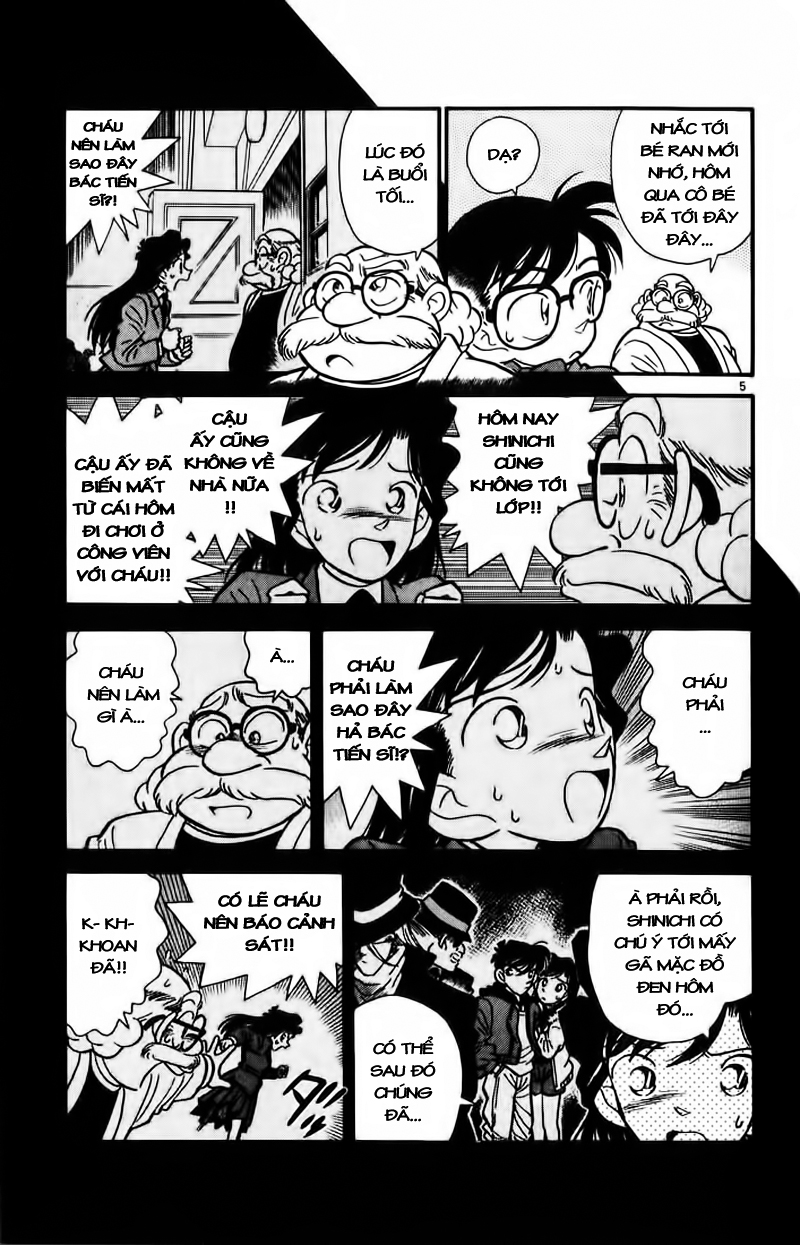 NHẮC TỚI
BÉ RAN MỚI
NHỚ, HÔM
QUA CÔ BÉ
ĐÃ TỚI ĐÂY
ĐẤY...
DẠ?
LÚC ĐÓ
LÀ BUỔI
TỐI...
CHÁU
NÊN LÀM
SAO ĐÂY
BÁC TIẾN
SĨ?!
5
HÔM NAY
SHINICHI
CŨNG
KHÔNG TỚI
LỚP!!
CẬU
ẤY CŨNG
KHÔNG VỀ
NHÀ NỮA
!!
CẬU ẤY ĐÃ
BIẾN MẤT
TỪ CÁI HÔM
ĐI CHƠI Ở
CÔNG VIÊN
VỚI CHÁU!!
CHÁU
PHẢI
...
CHÁU
PHẢI LÀM
SAO ĐÂY
HẢ BÁC
TIẾN SĨ!?
À...
CHÁU
NÊN LÀM
GÌ À...
À PHẢI RỒI,
SHINICHI CÓ
CHÚ Ý TỚI MẤY
GÃ MẶC ĐỒ
ĐEN HÔM
ĐÓ...
CÓ THỂ
SAU ĐÓ
CHÚNG
ĐÃ...
CÓ LẼ CHÁU
NÊN BÁO CẢNH
SÁT!!
K- KH-
KHOAN
ĐÃ!!
ダダッ